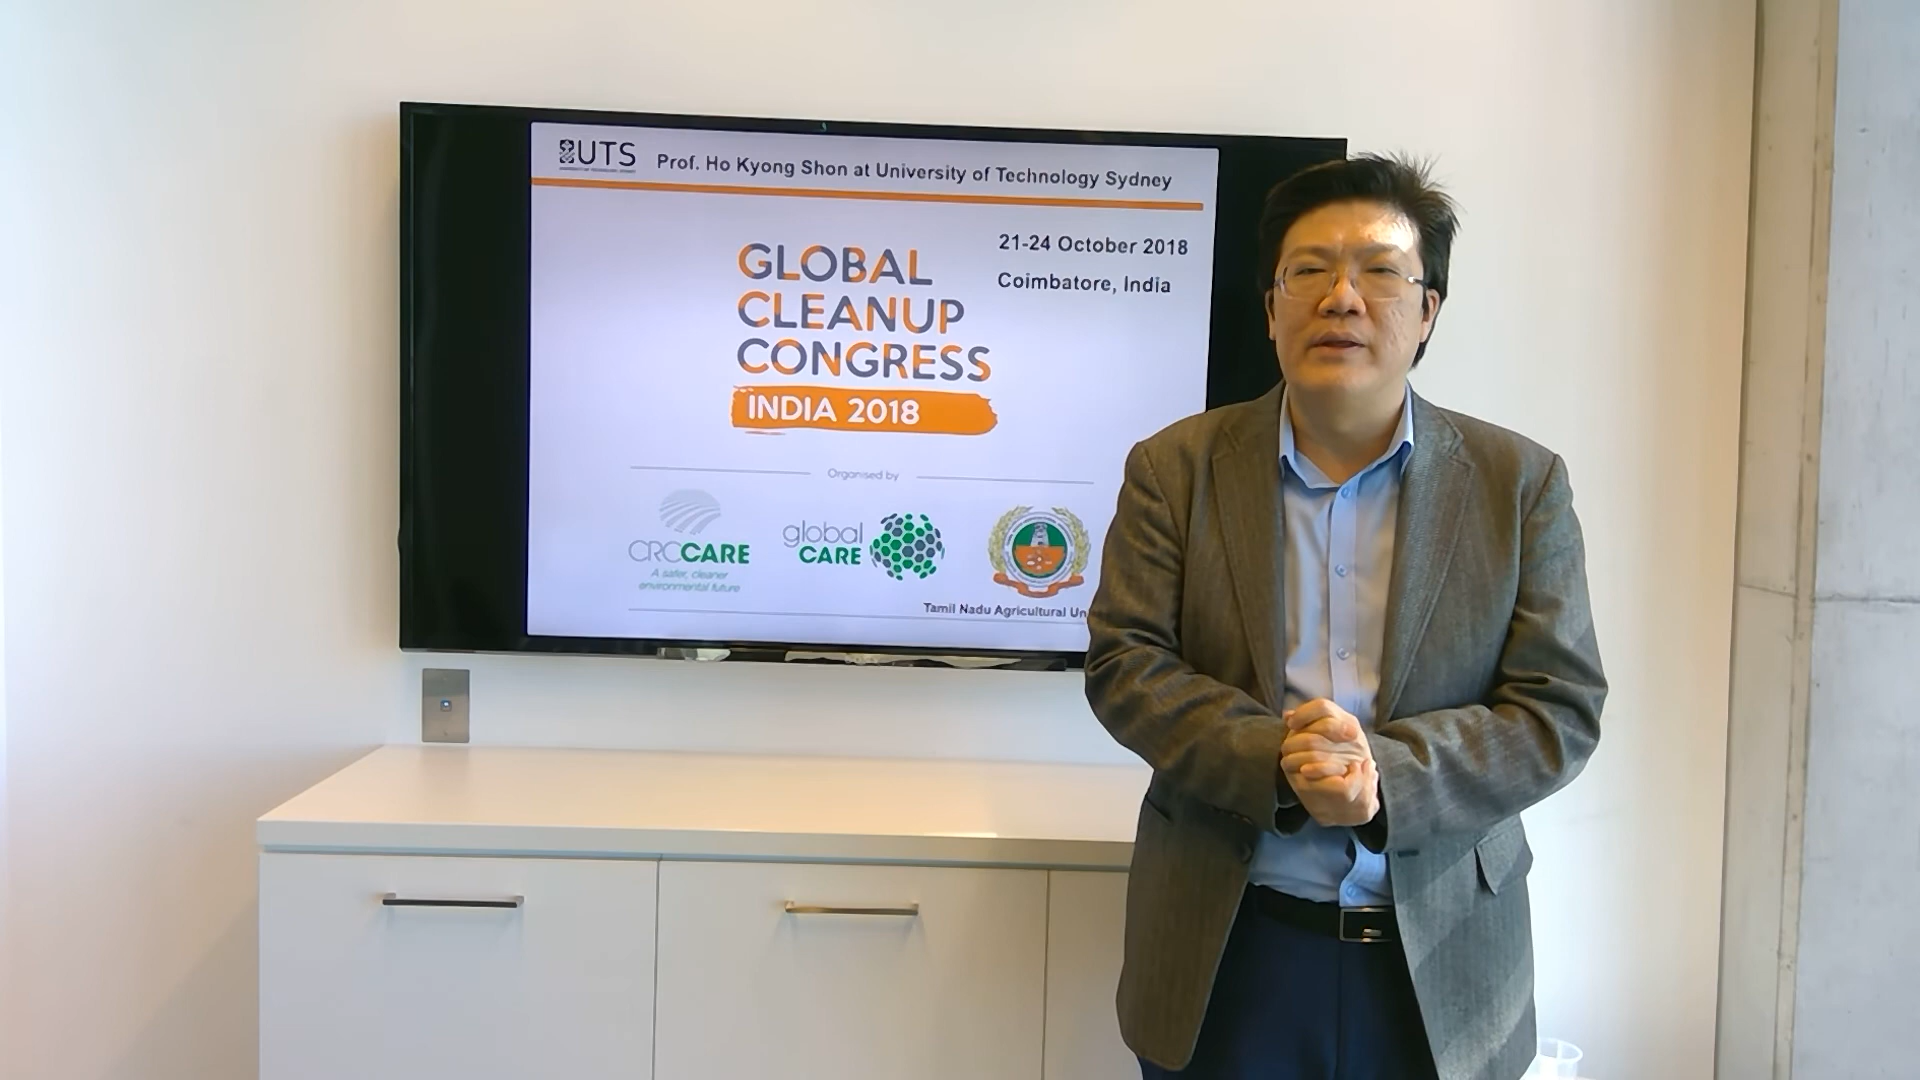 UTS
Prof. Ho Kyong Shon at University of Technology Sydney
21-24 October 2018
Coimbatore, India
GLOBAL
CLEANUP
CONGRESS
INDIA 2018
Organised by
CRCCARE
A safer, cleaner
environmental future
global
CARE
Tamil Nadu Agricultural